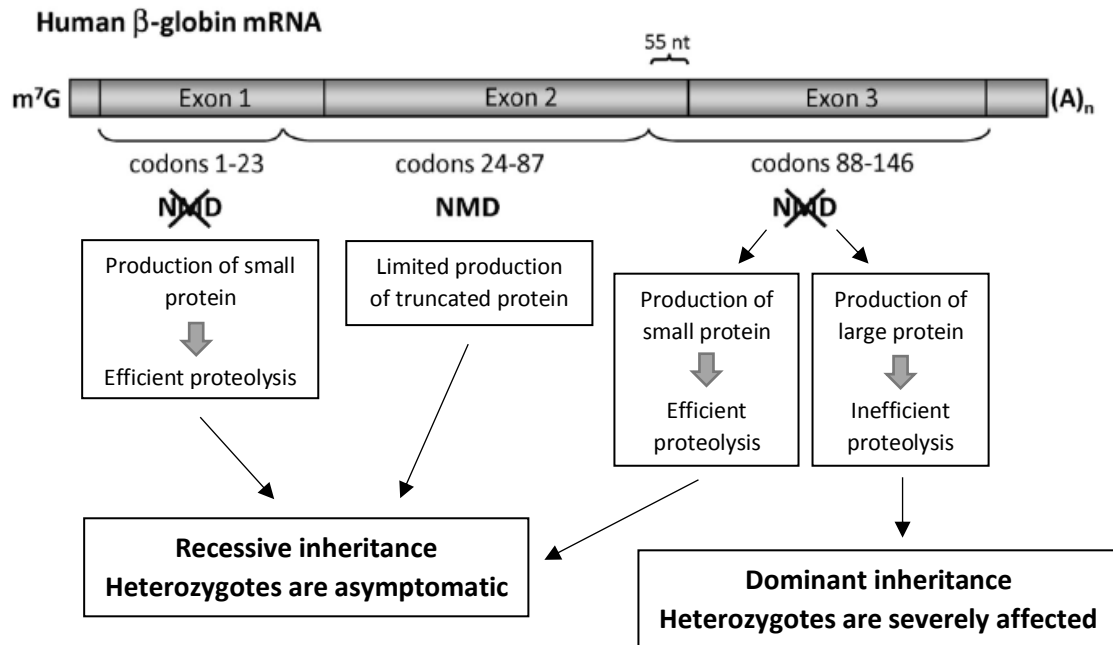 Human β-globin mRNA
55 nt
m⁷G Exon 1 Exon 2 Exon 3 (A)ₙ
codons 1-23 codons 24-87 codons 88-146
NMD NMD NMD
Production of small
protein
Efficient proteolysis
Limited production
of truncated protein
Production of
small protein
Efficient
proteolysis
Production of
large protein
Inefficient
proteolysis
Recessive inheritance
Heterozygotes are asymptomatic
Dominant inheritance
Heterozygotes are severely affected